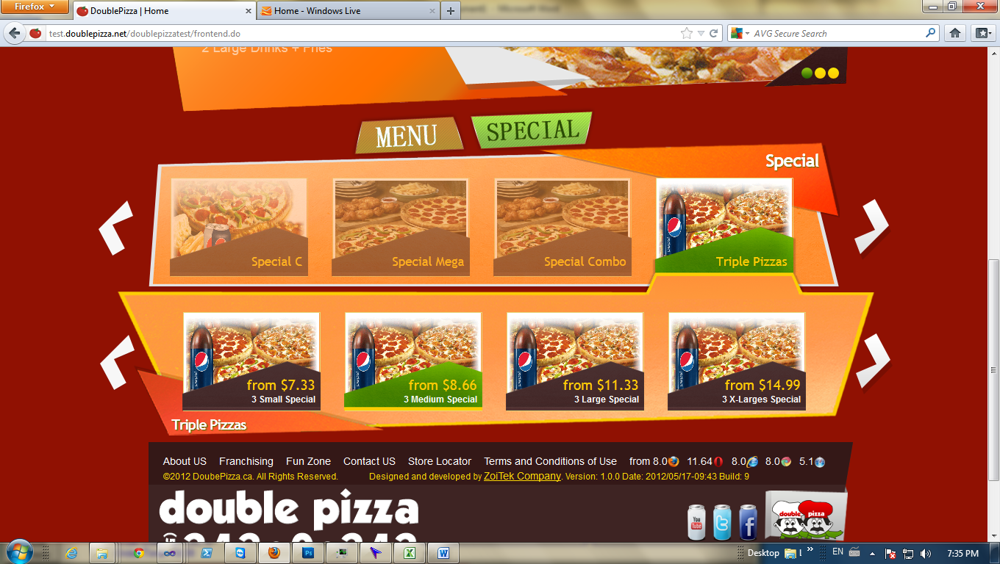 Firefox
DoublePizza | Home
Home - Windows Live
test.doublepizza.net/doublepizzatest/frontend.do
AVG Secure Search
2 Large Drinks + Fries
MENU
SPECIAL
Special
Special C
Special Mega
Special Combo
Triple Pizzas
from $7.33
3 Small Special
from $8.66
3 Medium Special
from $11.33
3 Large Special
from $14.99
3 X-Larges Special
Triple Pizzas
About US Franchising Fun Zone Contact US Store Locator Terms and Conditions of Use from 8.0 11.64 8.0 8.0 5.1
©2012 DoubePizza.ca. All Rights Reserved. Designed and developed by ZoiTek Company. Version: 1.0.0 Date: 2012/05/17-09:43 Build: 9
double pizza
You Tube
double pizza
Desktop
EN
7:35 PM